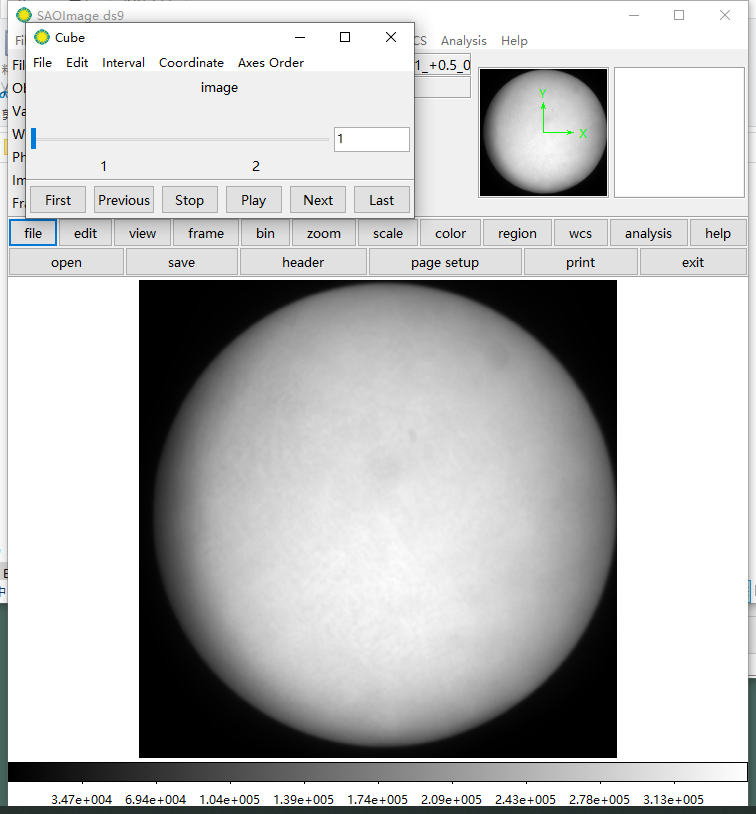 SAOImage ds9
Cube
CS Analysis Help
File Edit Interval Coordinate Axes Order
1_+0.5_0
image
1
1 2
First Previous Stop Play Next Last
Y
X
file edit view frame bin zoom scale color region wcs analysis help
open save header page setup print exit
3.47e+004 6.94e+004 1.04e+005 1.39e+005 1.74e+005 2.09e+005 2.43e+005 2.78e+005 3.13e+005